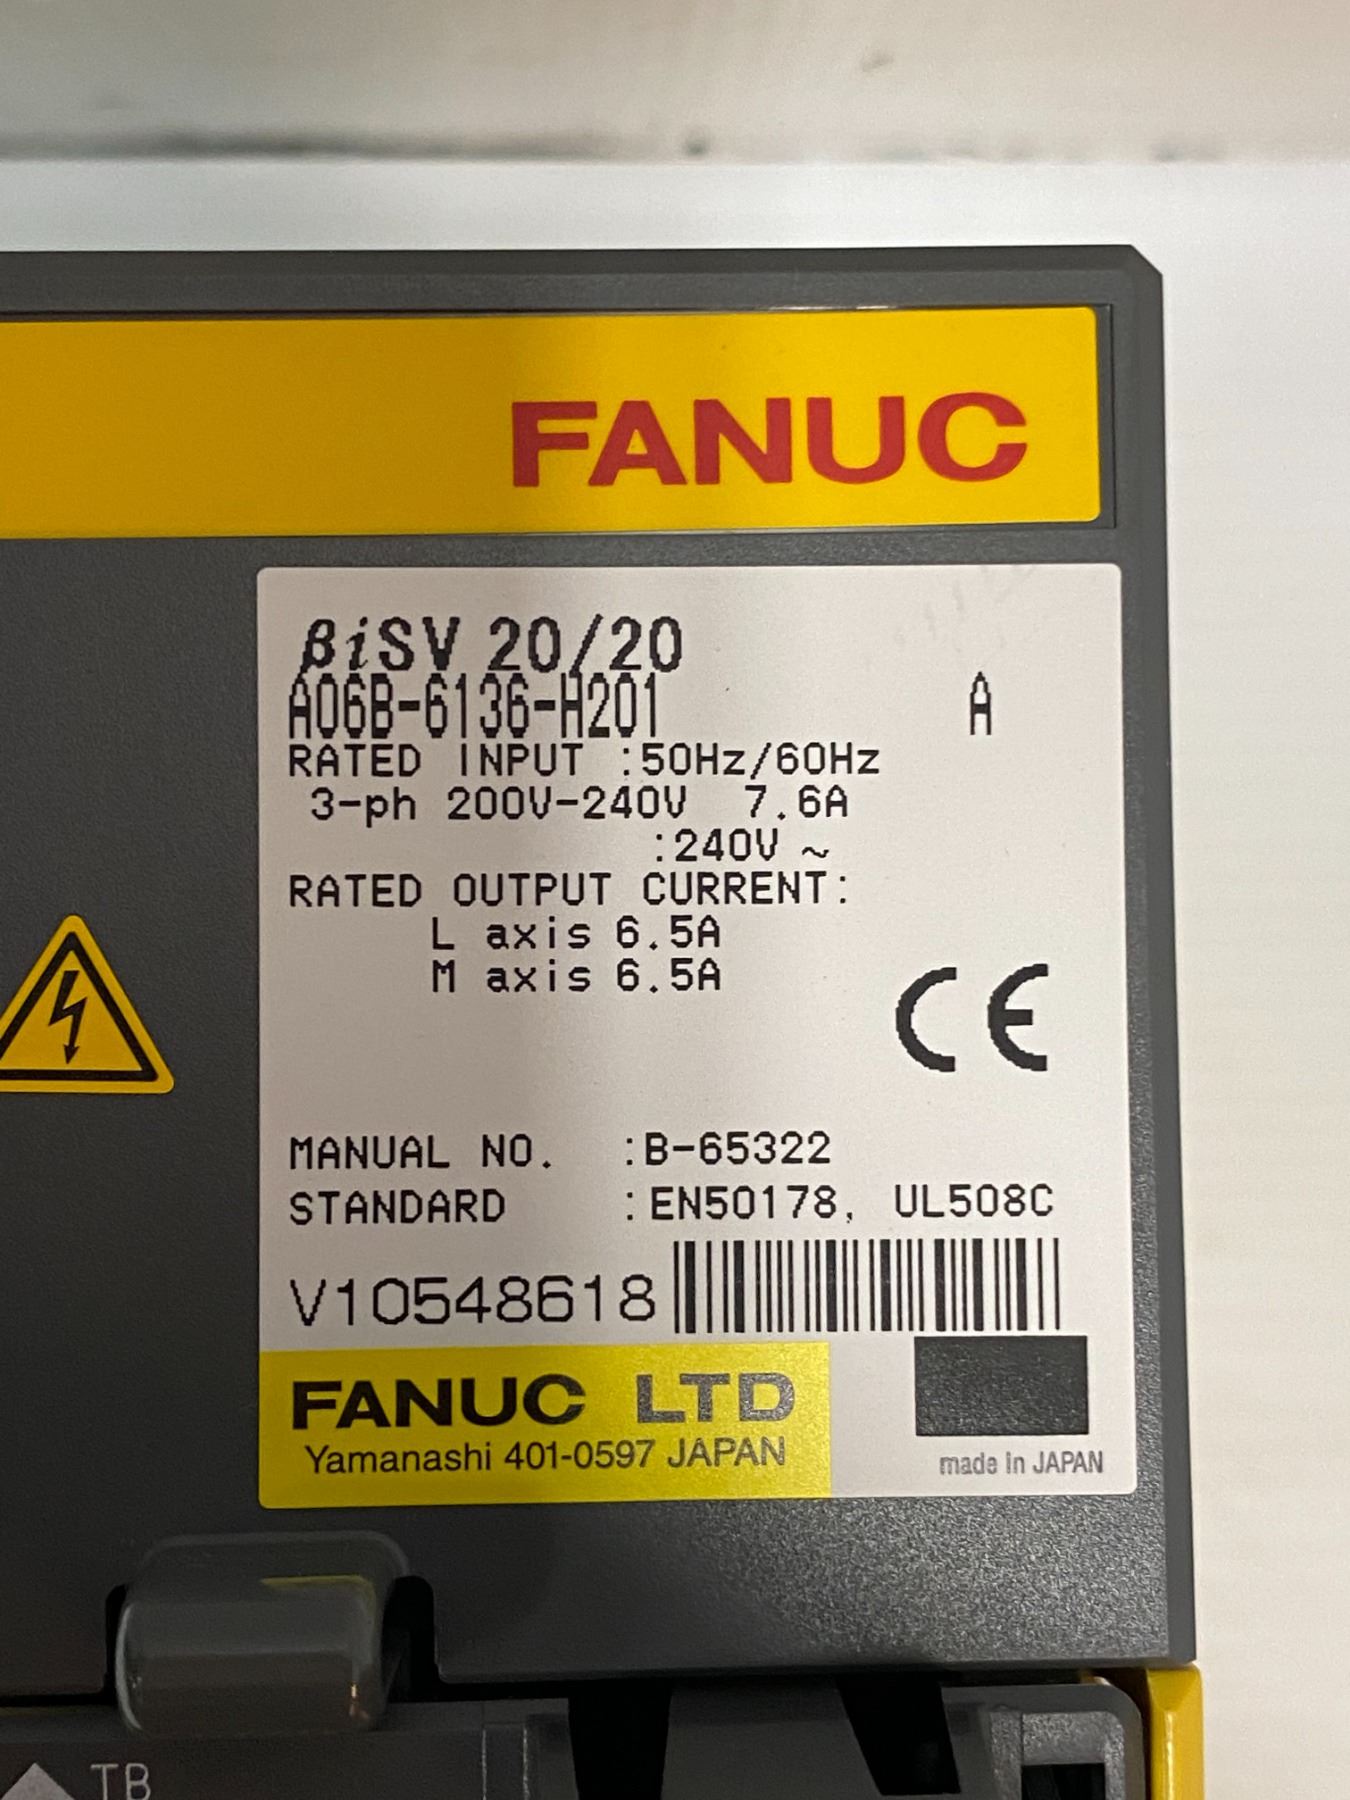 FANUC
βiSV 20/20
A06B-6136-H201 A
RATED INPUT :50Hz/60Hz
3-ph 200V-240V 7.6A
:240V ~
RATED OUTPUT CURRENT:
L axis 6.5A
M axis 6.5A
CE
MANUAL NO. :B-65322
STANDARD :EN50178, UL508C
V10548618
FANUC LTD
Yamanashi 401-0597 JAPAN
made in JAPAN
TB